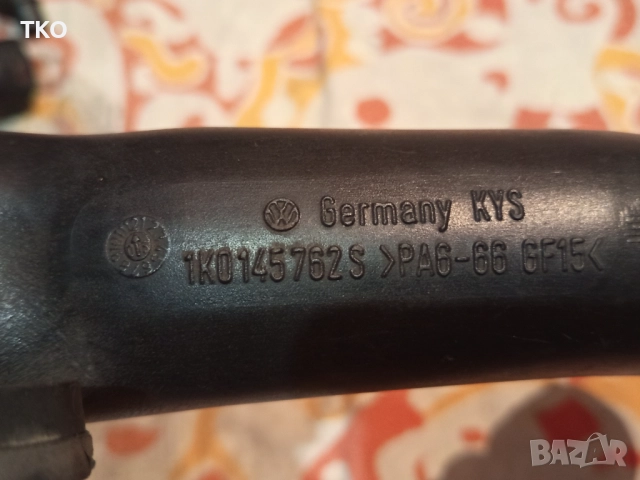 TKO
Germany KYS
1K0145762S >PA6-66 GF15<
BAZAR